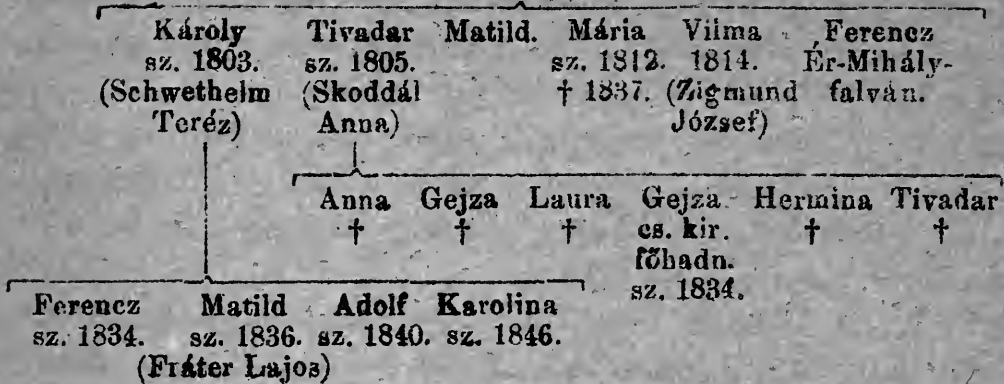 Károly Tivadar Matild. Mária Vilma Ferencz
sz. 1803. sz. 1805. sz. 1812. 1814. Ér-Mihály-
(Schwethelm (Skoddál † 1837. (Zigmund falván.
Teréz) Anna) József)
Anna Gejza Laura Gejza Hermina Tivadar
† † † cs. kir. † †
főhadn.
sz. 1834.
Ferencz Matild Adolf Karolina
sz. 1834. sz. 1836. sz. 1840. sz. 1846.
(Fráter Lajos)